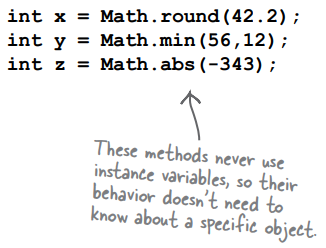 int x = Math.round(42.2);
int y = Math.min(56,12);
int z = Math.abs(-343);
These methods never use
instance variables, so their
behavior doesn't need to
know about a specific object.